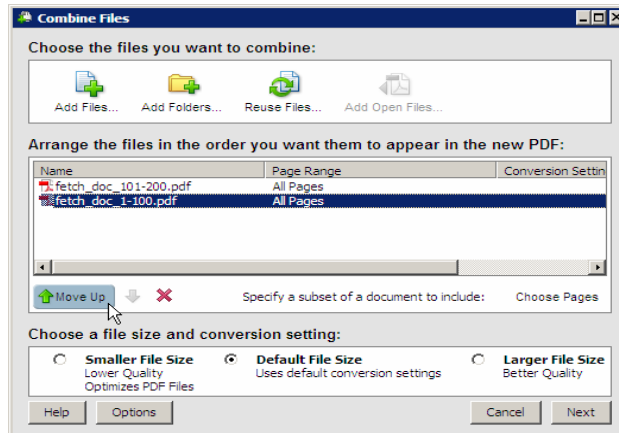 Combine Files
Choose the files you want to combine:
Add Files... Add Folders... Reuse Files... Add Open Files...
Arrange the files in the order you want them to appear in the new PDF:
Name Page Range Conversion Settin
fetch_doc_101-200.pdf All Pages
fetch_doc_1-100.pdf All Pages
Move Up Specify a subset of a document to include: Choose Pages
Choose a file size and conversion setting:
Smaller File Size Default File Size Larger File Size
Lower Quality Uses default conversion settings Better Quality
Optimizes PDF Files
Help Options Cancel Next